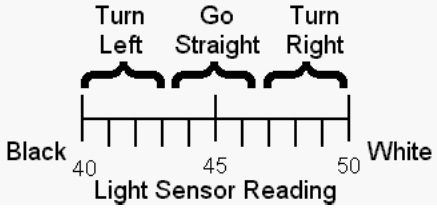 Turn Go Turn
Left Straight Right
Black White
40 45 50
Light Sensor Reading